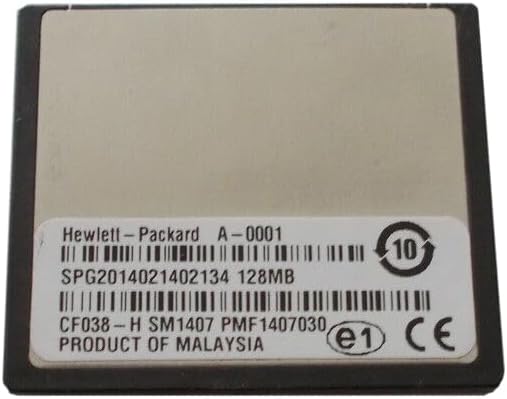 Hewlett-Packard A-0001
10
SPG2014021402134 128MB
CF038-H SM1407 PMF1407030
e1 CE
PRODUCT OF MALAYSIA